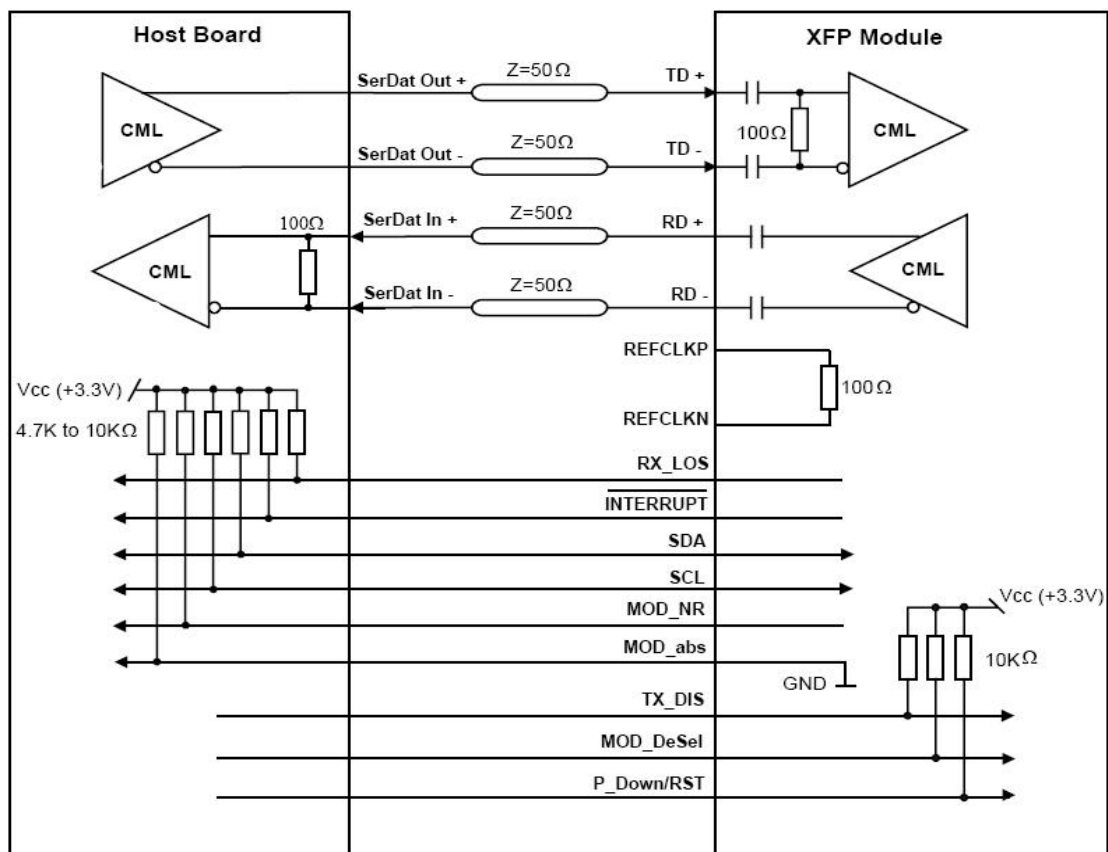 Host Board
XFP Module
SerDat Out +
Z=50Ω
TD +
CML
100Ω
CML
SerDat Out -
Z=50Ω
TD -
100Ω
SerDat In +
Z=50Ω
RD +
CML
CML
SerDat In -
Z=50Ω
RD -
REFCLKP
Vcc (+3.3V)
100Ω
4.7K to 10KΩ
REFCLKN
RX_LOS
INTERRUPT
SDA
SCL
Vcc (+3.3V)
MOD_NR
MOD_abs
10KΩ
GND
TX_DIS
MOD_DeSel
P_Down/RST